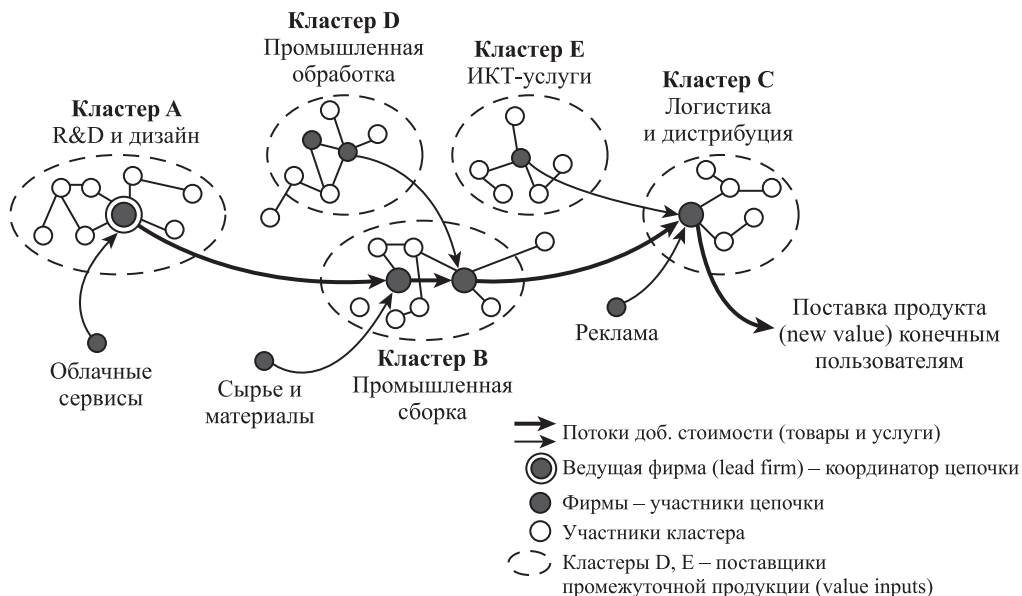 Кластер D
Промышленная
обработка
Кластер E
ИКТ-услуги
Кластер C
Логистика
и дистрибуция
Кластер A
R&D и дизайн
Облачные
сервисы
Сырье и
материалы
Кластер B
Промышленная
сборка
Реклама
Поставка продукта
(new value) конечным
пользователям
Потоки доб. стоимости (товары и услуги)
Ведущая фирма (lead firm) – координатор цепочки
Фирмы – участники цепочки
Участники кластера
Кластеры D, E – поставщики
промежуточной продукции (value inputs)